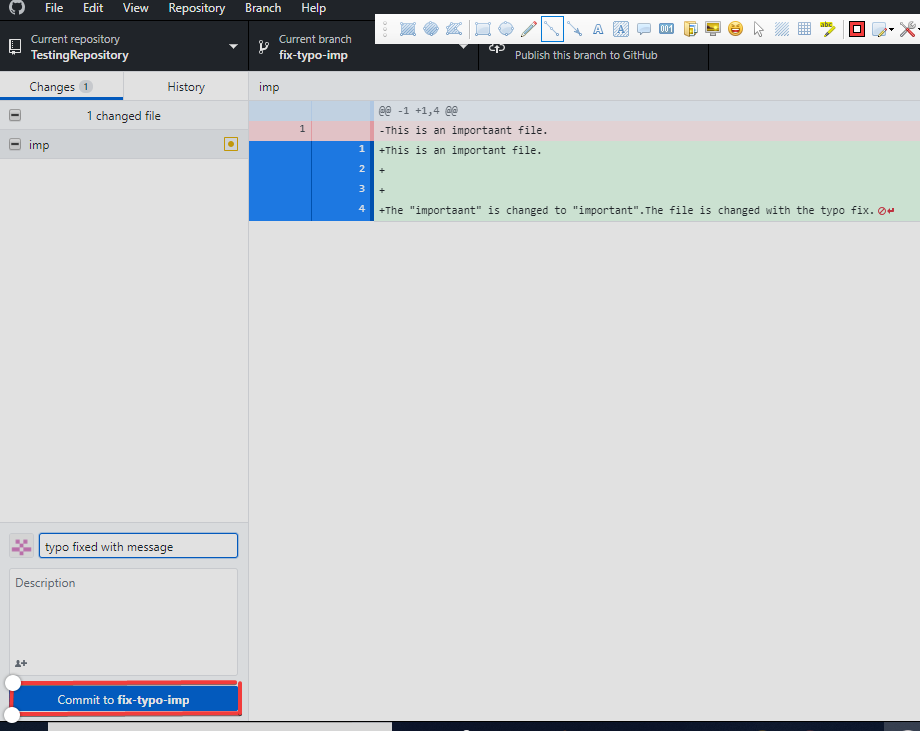 File Edit View Repository Branch Help
Current repository
TestingRepository
Current branch
fix-typo-imp
Publish this branch to GitHub
A A 001 abc
Changes 1 History
imp
1 changed file
imp
@@ -1 +1,4 @@
1 -This is an importaant file.
1 +This is an important file.
2 +
3 +
4 +The "importaant" is changed to "important".The file is changed with the typo fix.
typo fixed with message
Description
Commit to fix-typo-imp